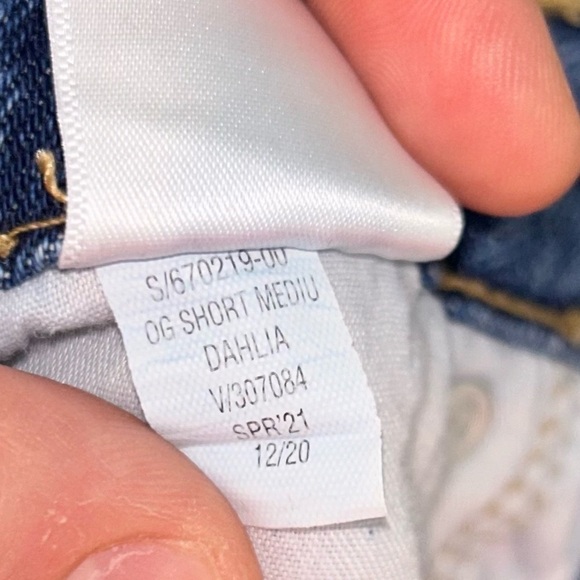 S/670219-00
OG SHORT MEDIU
DAHLIA
V/307084
SPR'21
12/20